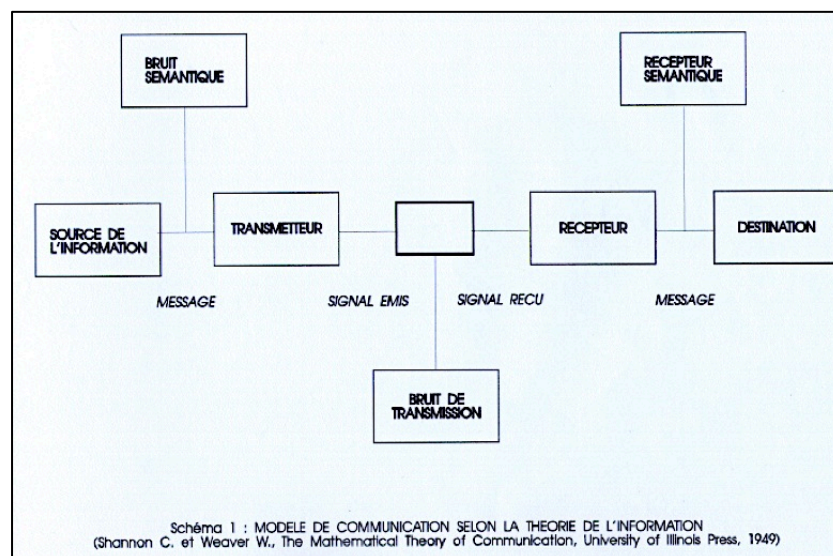 BRUIT
SEMANTIQUE
RECEPTEUR
SEMANTIQUE
SOURCE DE
L'INFORMATION
TRANSMETTEUR
RECEPTEUR
DESTINATION
MESSAGE
SIGNAL EMIS
SIGNAL RECU
MESSAGE
BRUIT DE
TRANSMISSION
Schéma 1 : MODELE DE COMMUNICATION SELON LA THEORIE DE L'INFORMATION
(Shannon C. et Weaver W., The Mathematical Theory of Communication, University of Illinois Press, 1949)